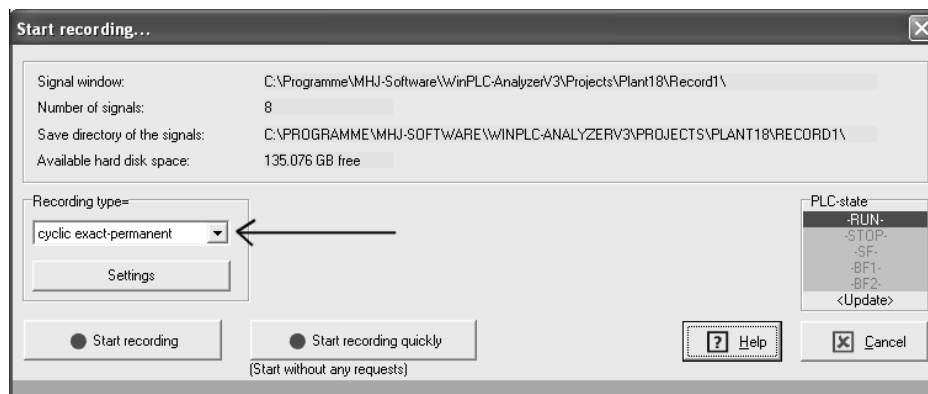 Start recording...
Signal window: C:\Programme\MHJ-Software\WinPLC-AnalyzerV3\Projects\Plant18\Record1\
Number of signals: 8
Save directory of the signals: C:\PROGRAMME\MHJ-SOFTWARE\WINPLC-ANALYZERV3\PROJECTS\PLANT18\RECORD1\
Available hard disk space: 135.076 GB free
Recording type=
cyclic exact-permanent
Settings
PLC-state
-RUN-
-STOP-
-SF-
-BF1-
-BF2-
<Update>
Start recording
Start recording quickly
(Start without any requests)
? Help
Cancel